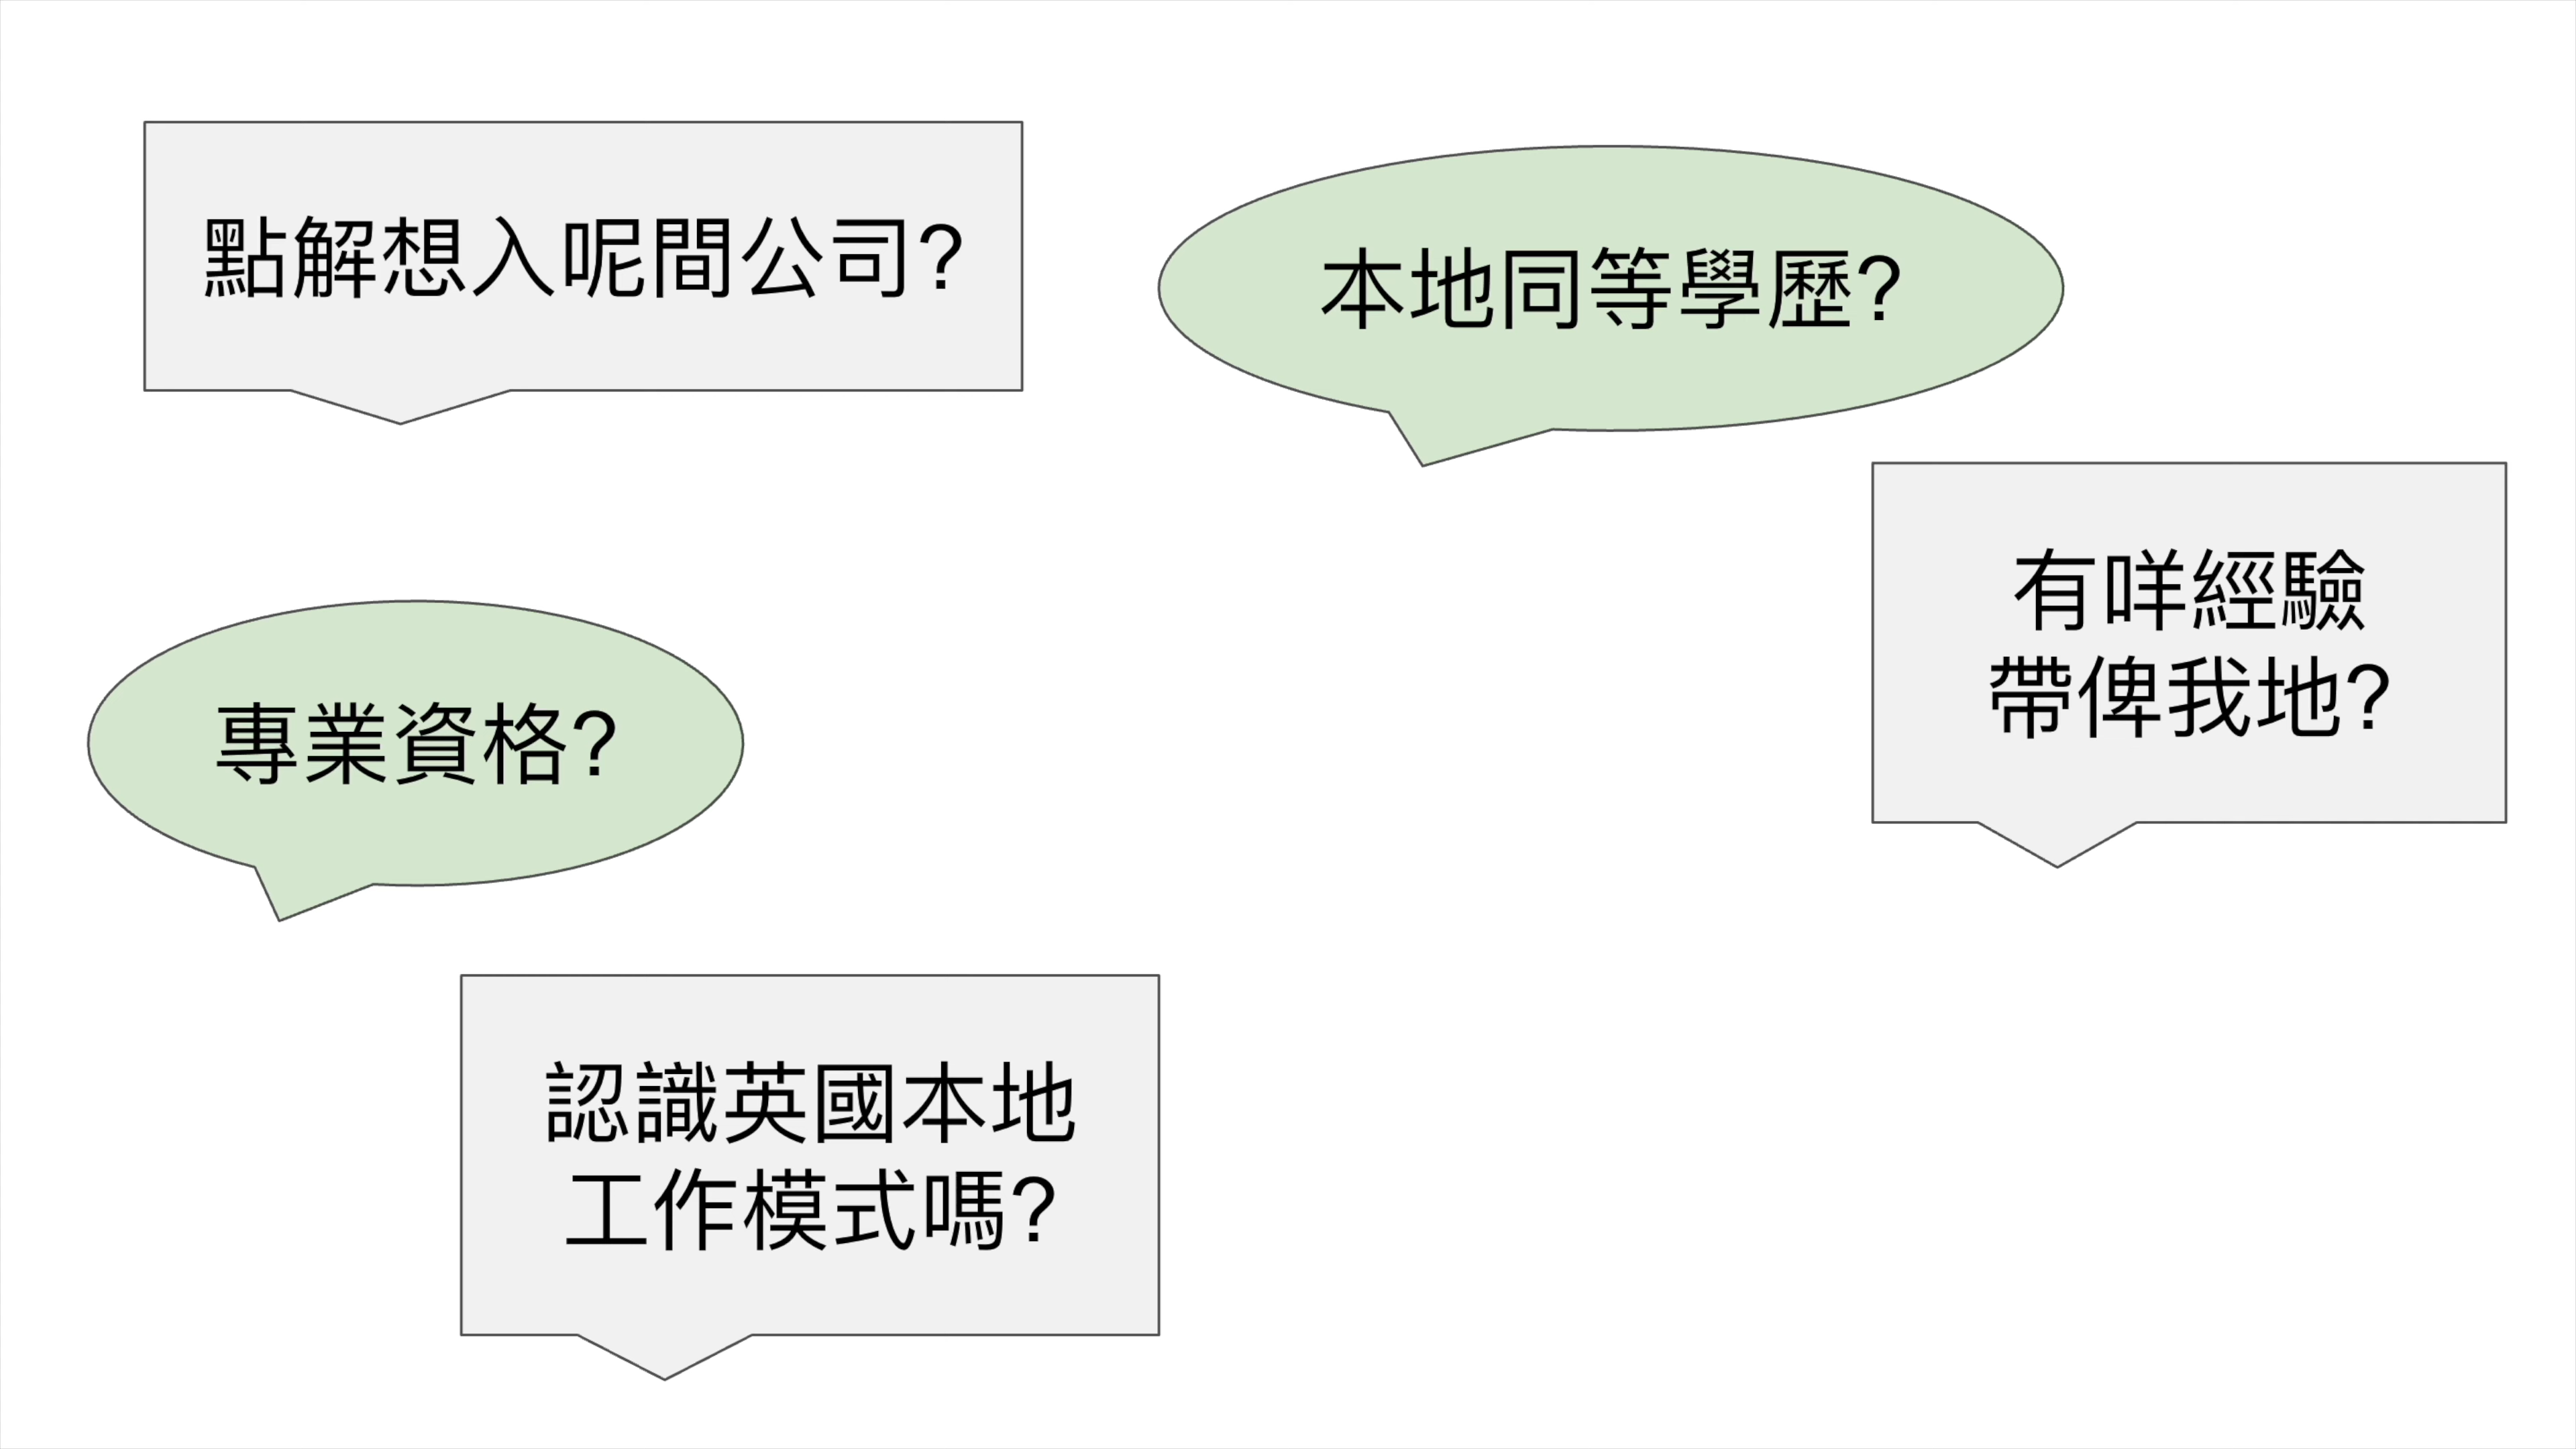 點解想入呢間公司?
本地同等學歷?
有咩經驗
帶俾我地?
專業資格?
認識英國本地
工作模式嗎?